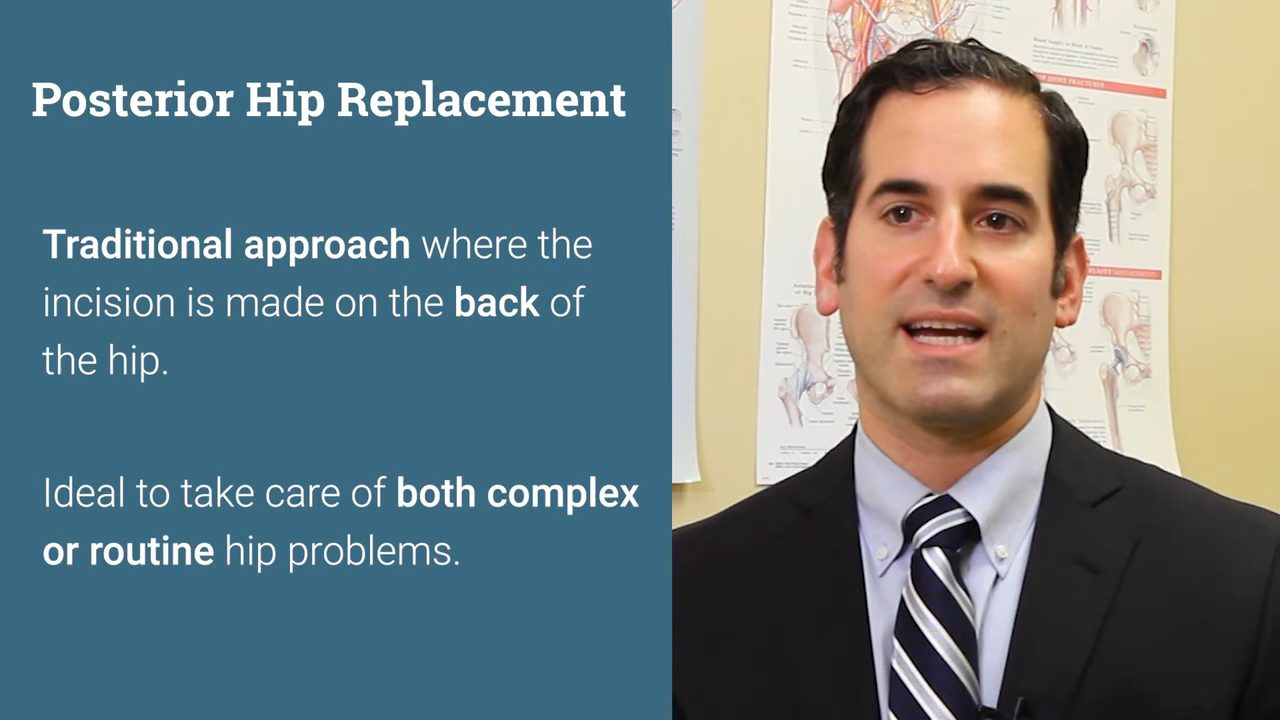 Posterior Hip Replacement
Traditional approach where the
incision is made on the back of
the hip.
Ideal to take care of both complex
or routine hip problems.